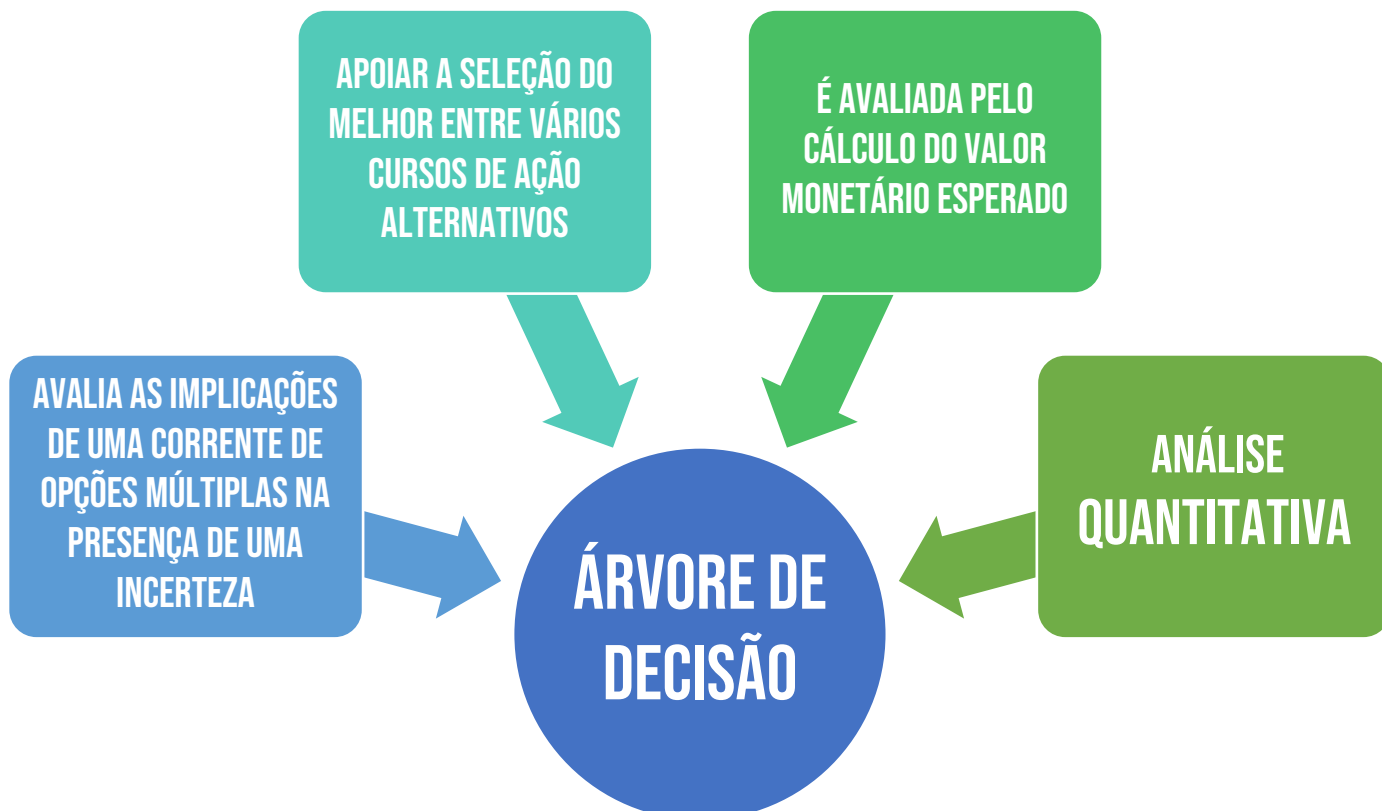 APOIAR A SELEÇÃO DO
MELHOR ENTRE VÁRIOS
CURSOS DE AÇÃO
ALTERNATIVOS
É AVALIADA PELO
CÁLCULO DO VALOR
MONETÁRIO ESPERADO
AVALIA AS IMPLICAÇÕES
DE UMA CORRENTE DE
OPÇÕES MÚLTIPLAS NA
PRESENÇA DE UMA
INCERTEZA
ANÁLISE
QUANTITATIVA
ÁRVORE DE
DECISÃO